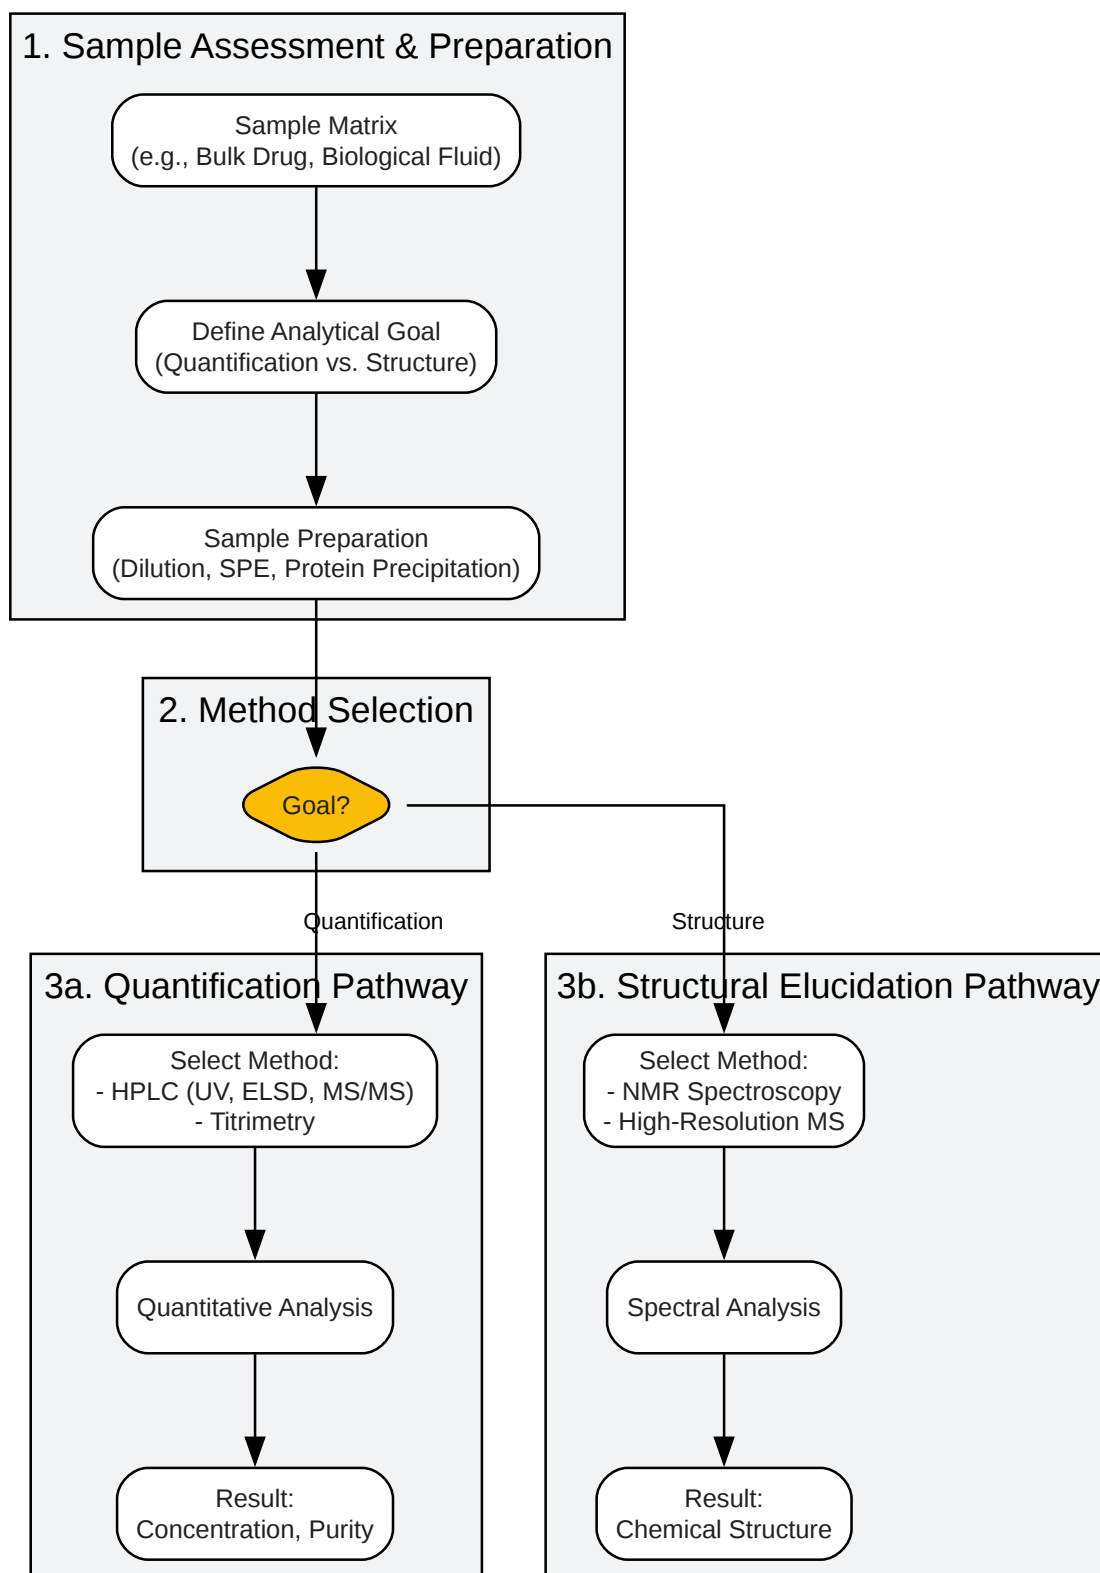 1. Sample Assessment & Preparation
Sample Matrix
(e.g., Bulk Drug, Biological Fluid)
Define Analytical Goal
(Quantification vs. Structure)
Sample Preparation
(Dilution, SPE, Protein Precipitation)
2. Method Selection
Goal?
Quantification
Structure
3a. Quantification Pathway
Select Method:
- HPLC (UV, ELSD, MS/MS)
- Titrimetry
Quantitative Analysis
Result:
Concentration, Purity
3b. Structural Elucidation Pathway
Select Method:
- NMR Spectroscopy
- High-Resolution MS
Spectral Analysis
Result:
Chemical Structure